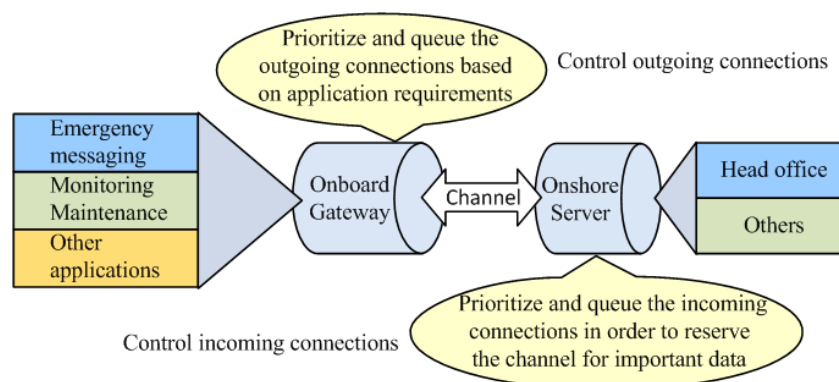 Prioritize and queue the
outgoing connections based
on application requirements
Control outgoing connections
Emergency
messaging
Monitoring
Maintenance
Other
applications
Onboard
Gateway
Channel
Onshore
Server
Head office
Others
Prioritize and queue the incoming
connections in order to reserve
the channel for important data
Control incoming connections